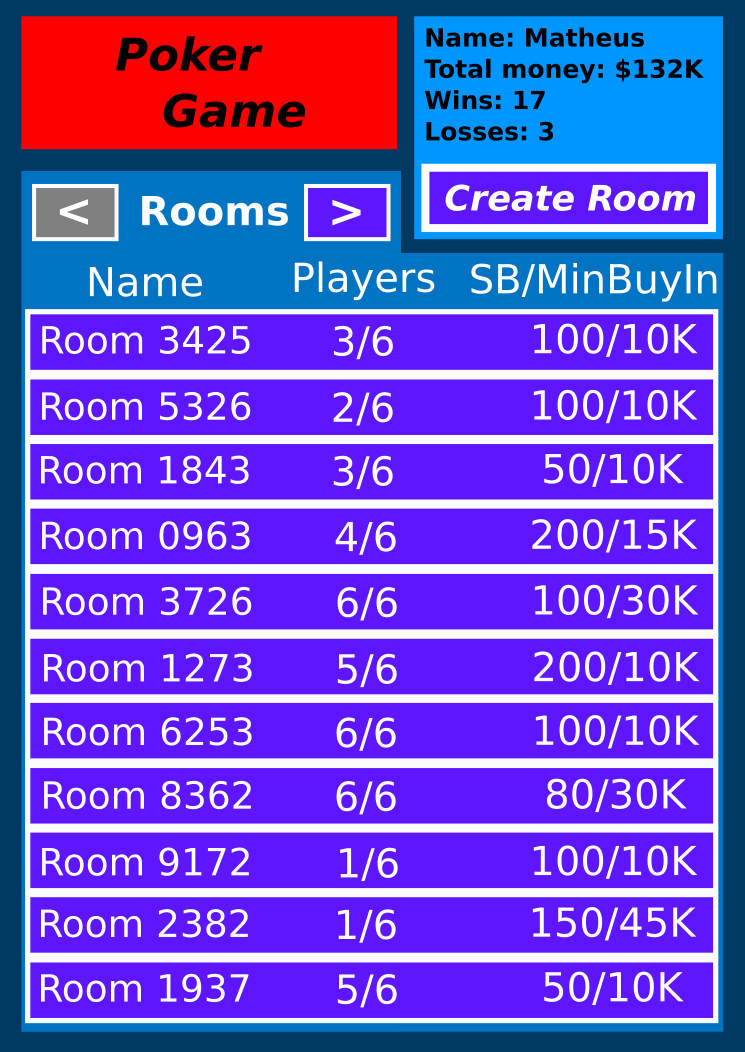 Poker
Game
Name: Matheus
Total money: $132K
Wins: 17
Losses: 3
Create Room
< Rooms >
Name Players SB/MinBuyIn
Room 3425 3/6 100/10K
Room 5326 2/6 100/10K
Room 1843 3/6 50/10K
Room 0963 4/6 200/15K
Room 3726 6/6 100/30K
Room 1273 5/6 200/10K
Room 6253 6/6 100/10K
Room 8362 6/6 80/30K
Room 9172 1/6 100/10K
Room 2382 1/6 150/45K
Room 1937 5/6 50/10K